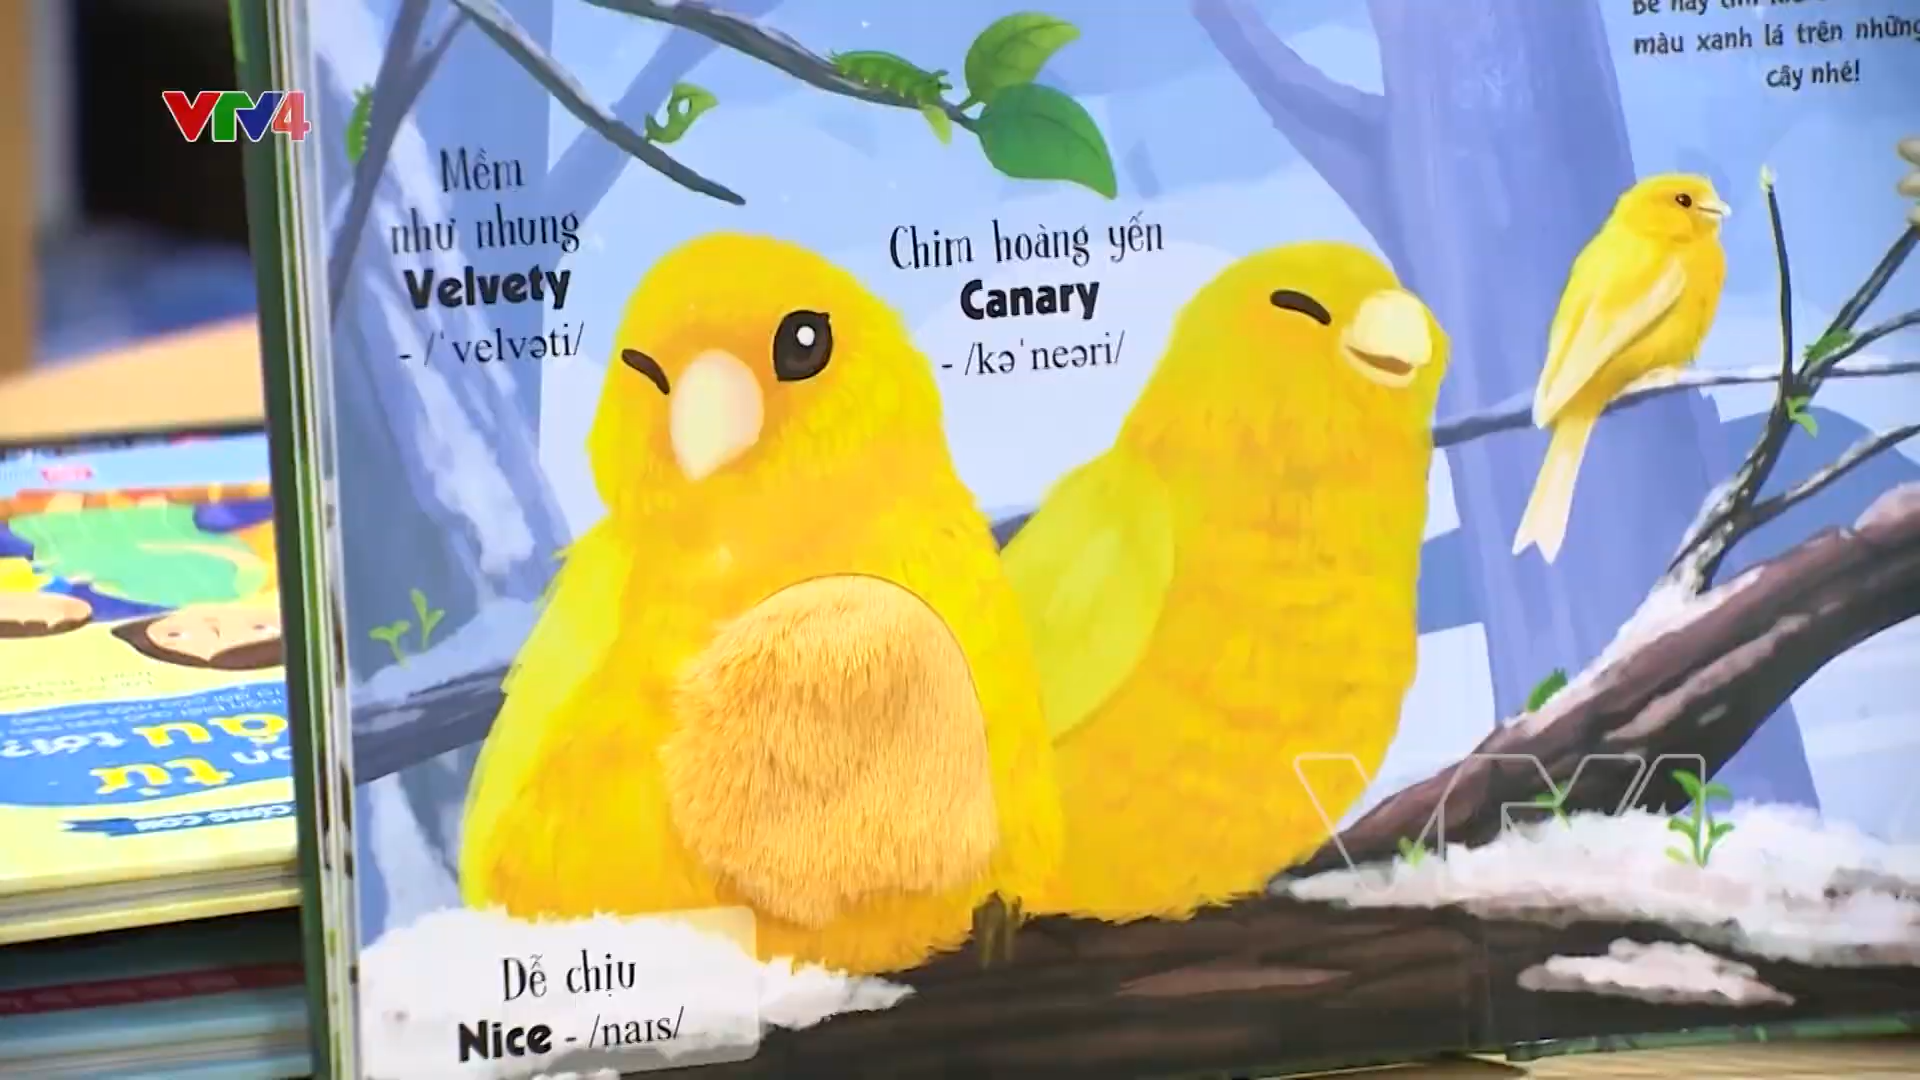 VTV4
màu xanh lá trên những
cây nhé!
Mềm
như nhung
Velvety
- /ˈvelvəti/
Chim hoàng yến
Canary
- /kəˈneəri/
Dễ chịu
Nice - /naɪs/
VTV4